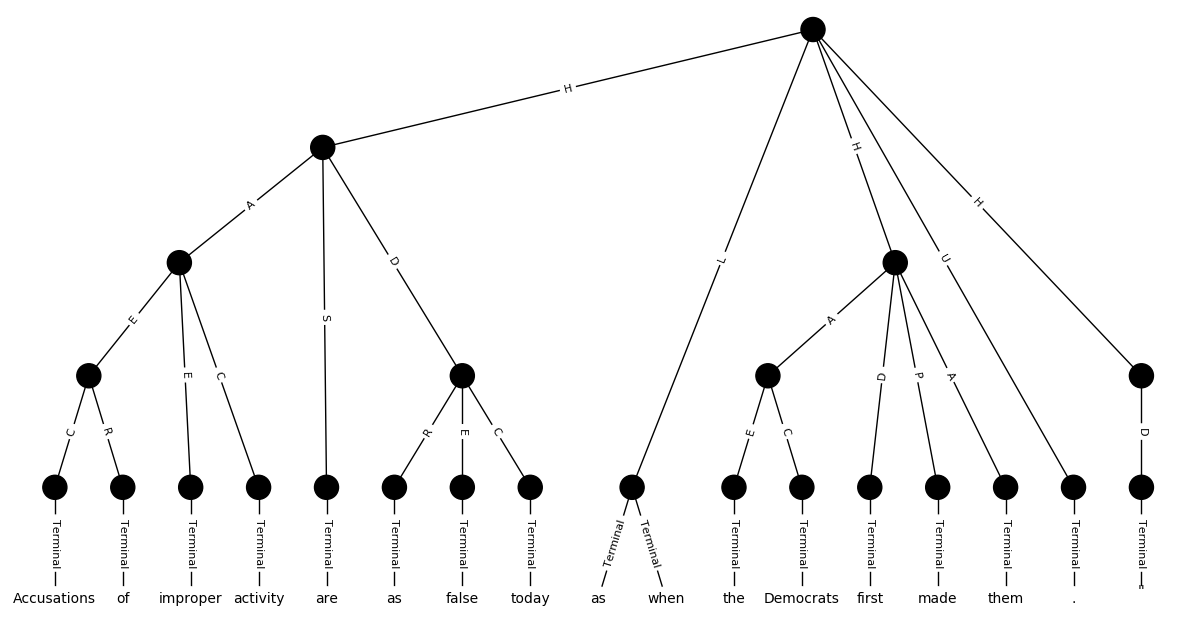 H
A
H
E
S
D
L
H
U
A
E
C
D
P
A
C
R
R
E
C
E
C
D
Terminal Terminal Terminal Terminal Terminal Terminal Terminal Terminal Terminal Terminal Terminal Terminal Terminal Terminal Terminal Terminal Terminal
Accusations of improper activity are as false today as when the Democrats first made them . "